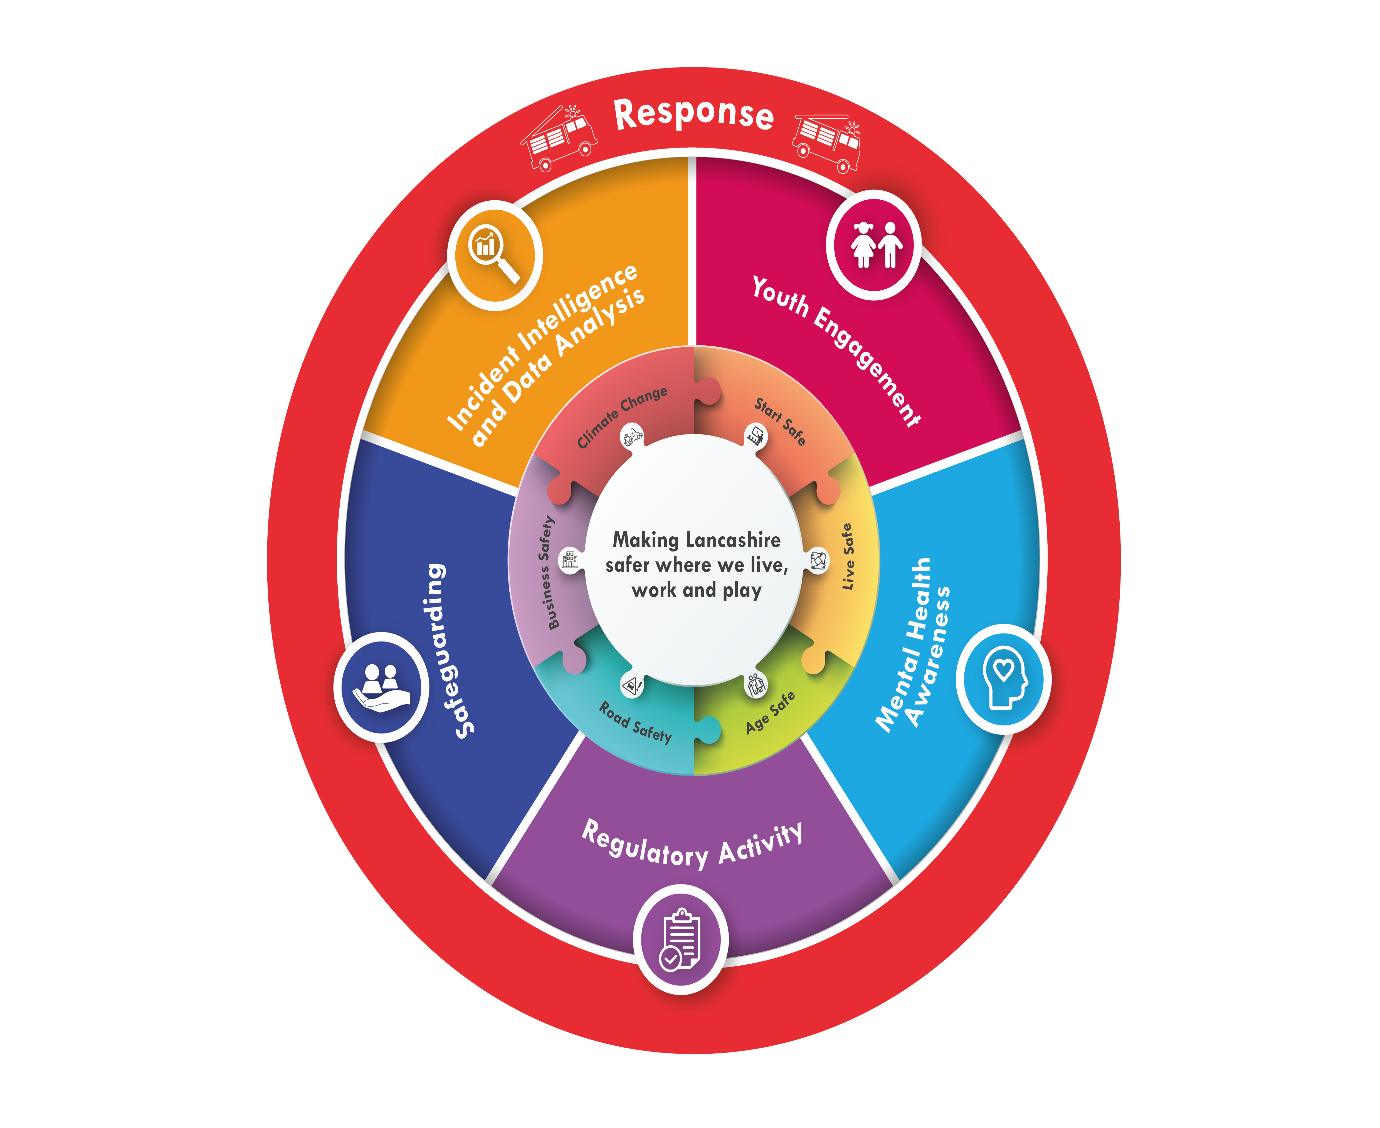 Response
Incident Intelligence
and Data Analysis
Youth Engagement
Climate Change
Start Safe
Business Safety
Making Lancashire
safer where we live,
work and play
Live Safe
Safeguarding
Mental Health
Awareness
Road Safety
Age Safe
Regulatory Activity